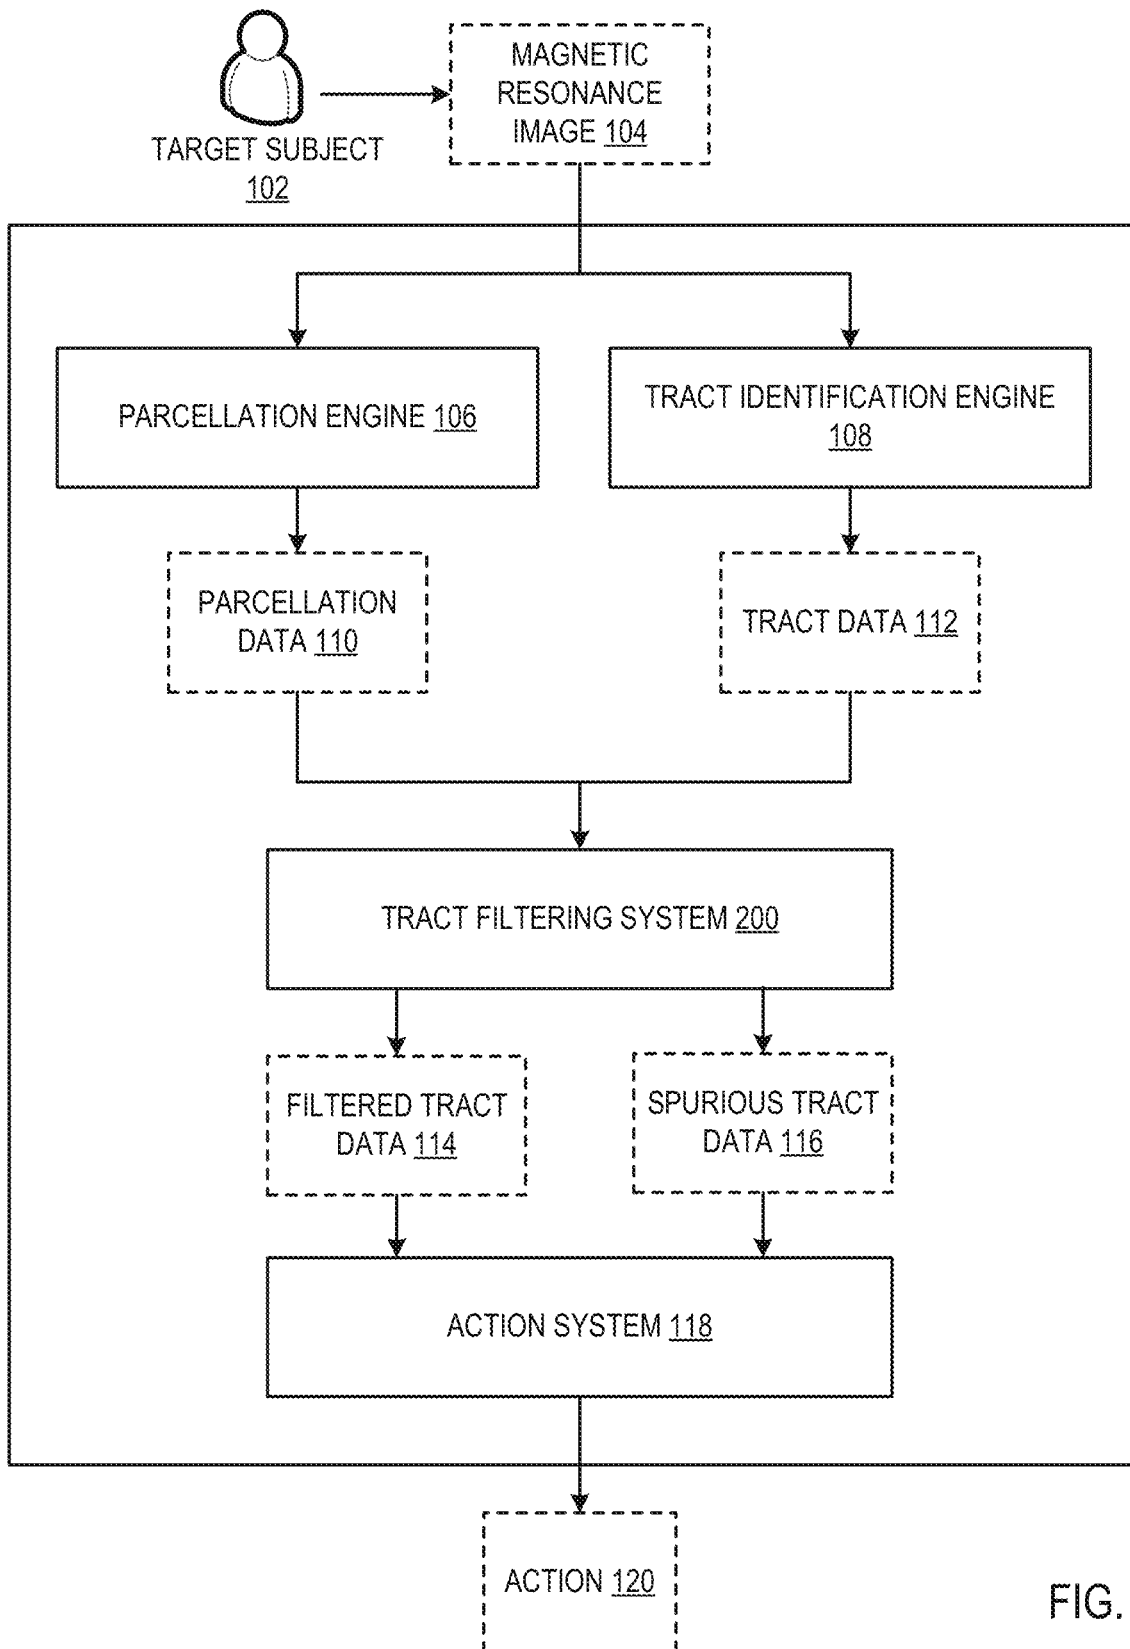 MAGNETIC
RESONANCE
IMAGE 104
TARGET SUBJECT
102
PARCELLATION ENGINE 106
TRACT IDENTIFICATION ENGINE
108
PARCELLATION
DATA 110
TRACT DATA 112
TRACT FILTERING SYSTEM 200
FILTERED TRACT
DATA 114
SPURIOUS TRACT
DATA 116
ACTION SYSTEM 118
ACTION 120
FIG.